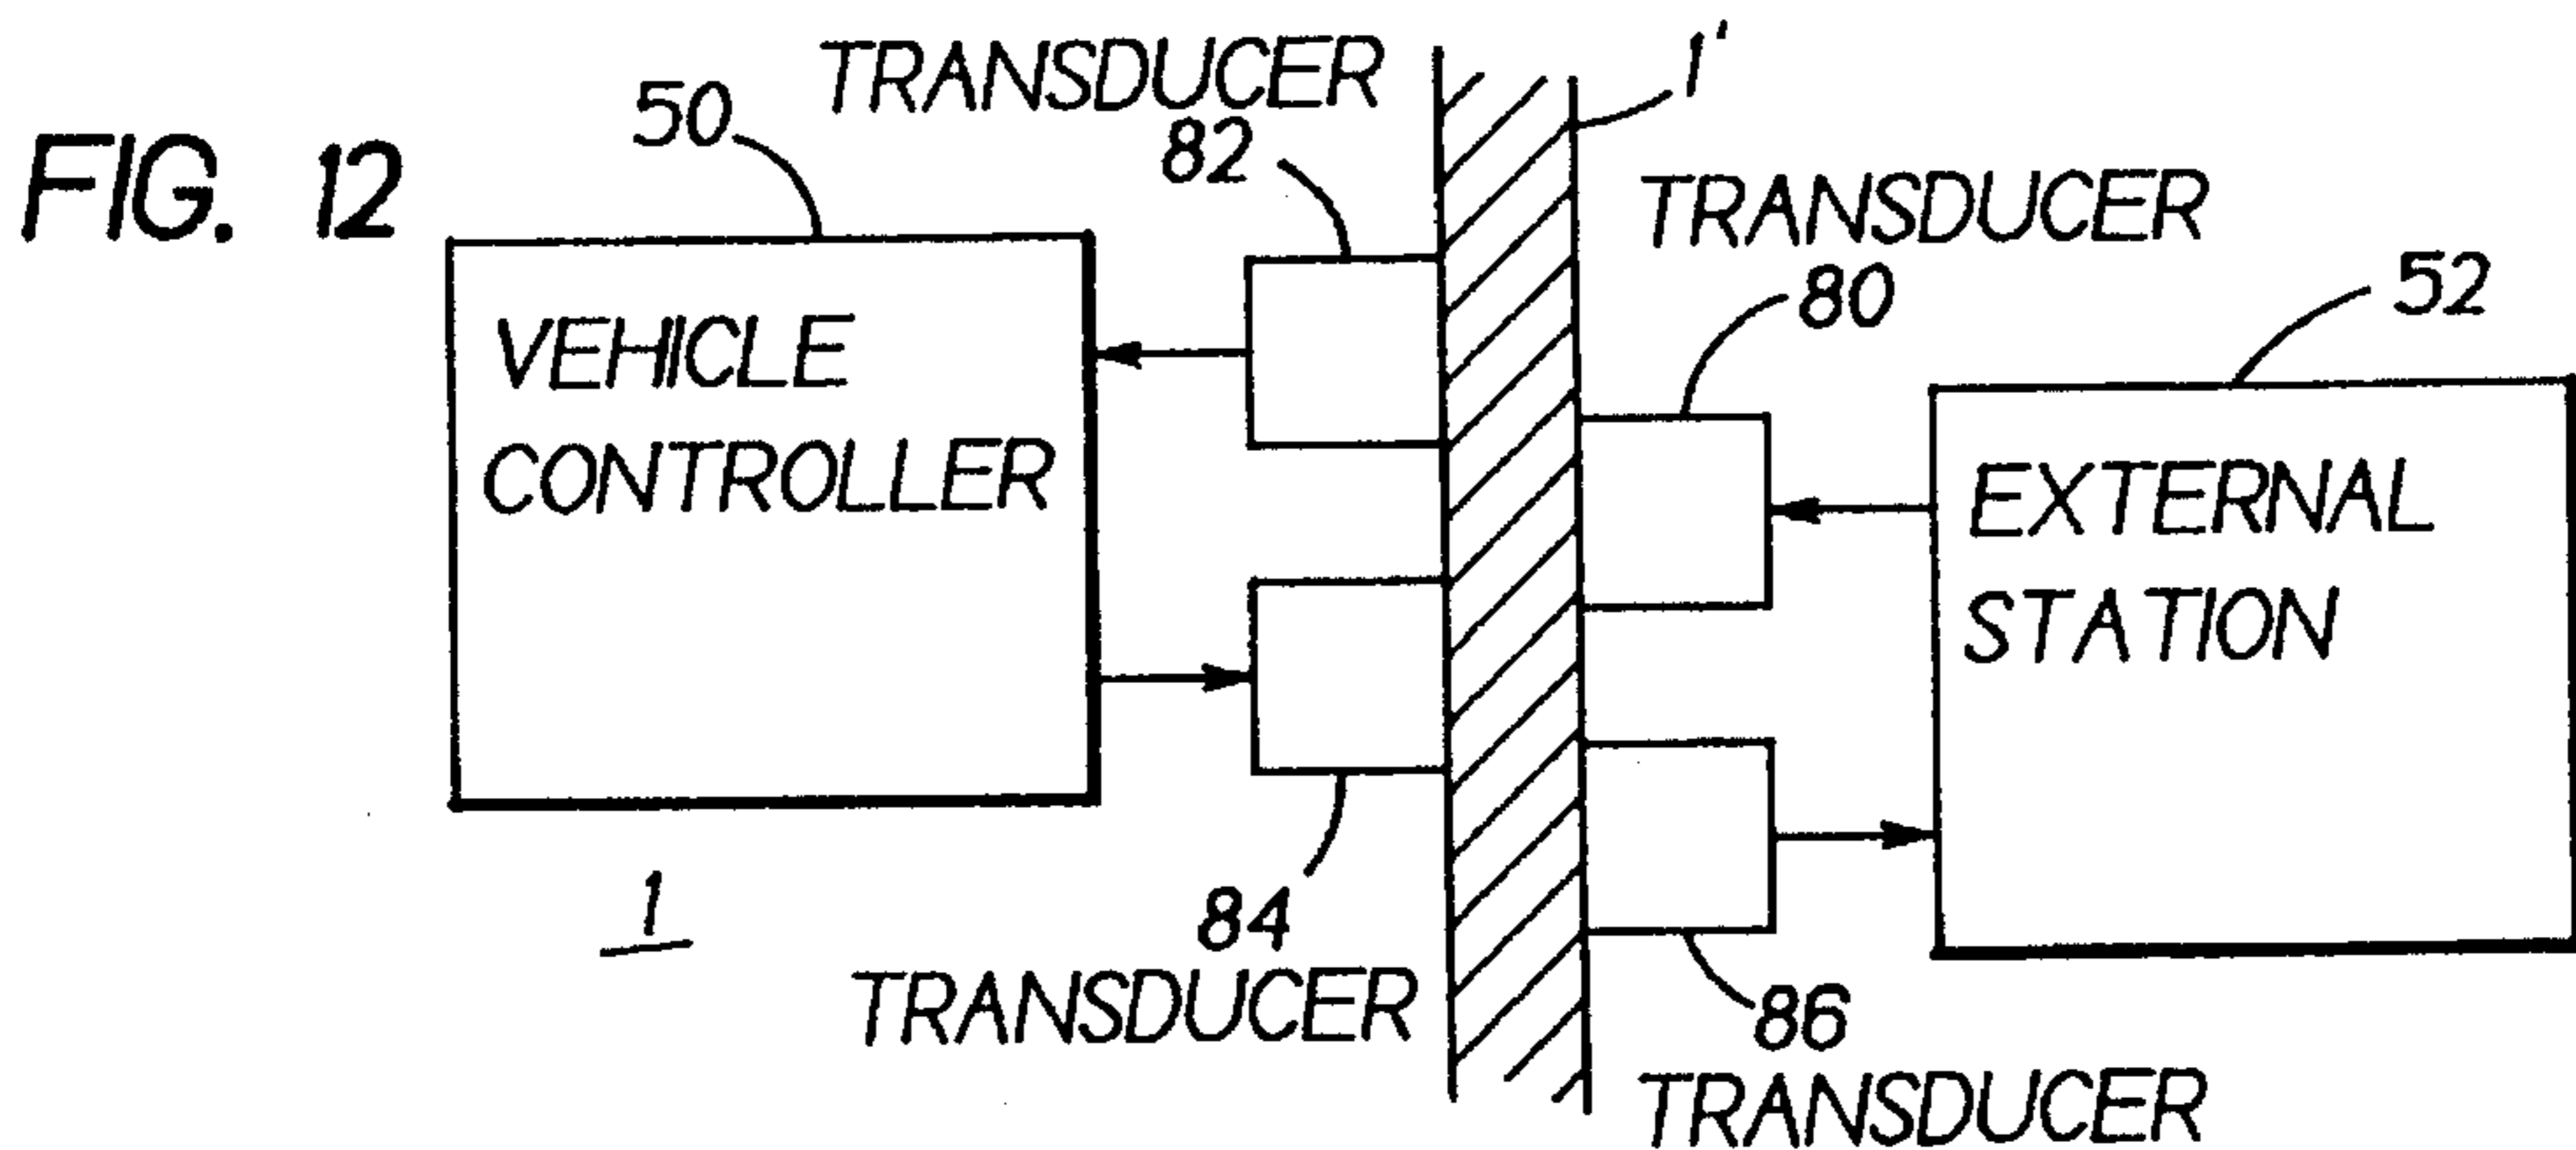 FIG. 12
50
TRANSDUCER
82
1'
TRANSDUCER
80
52
VEHICLE
CONTROLLER
EXTERNAL
STATION
1
84
TRANSDUCER
86
TRANSDUCER